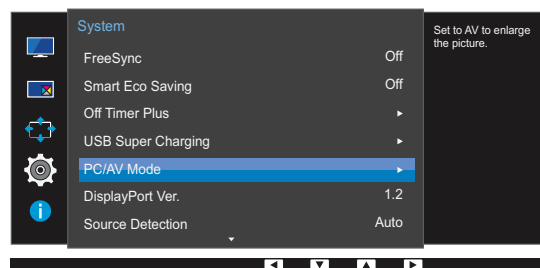 System
Set to AV to enlarge
the picture.
FreeSync Off
Smart Eco Saving Off
Off Timer Plus
USB Super Charging
PC/AV Mode
DisplayPort Ver. 1.2
Source Detection Auto